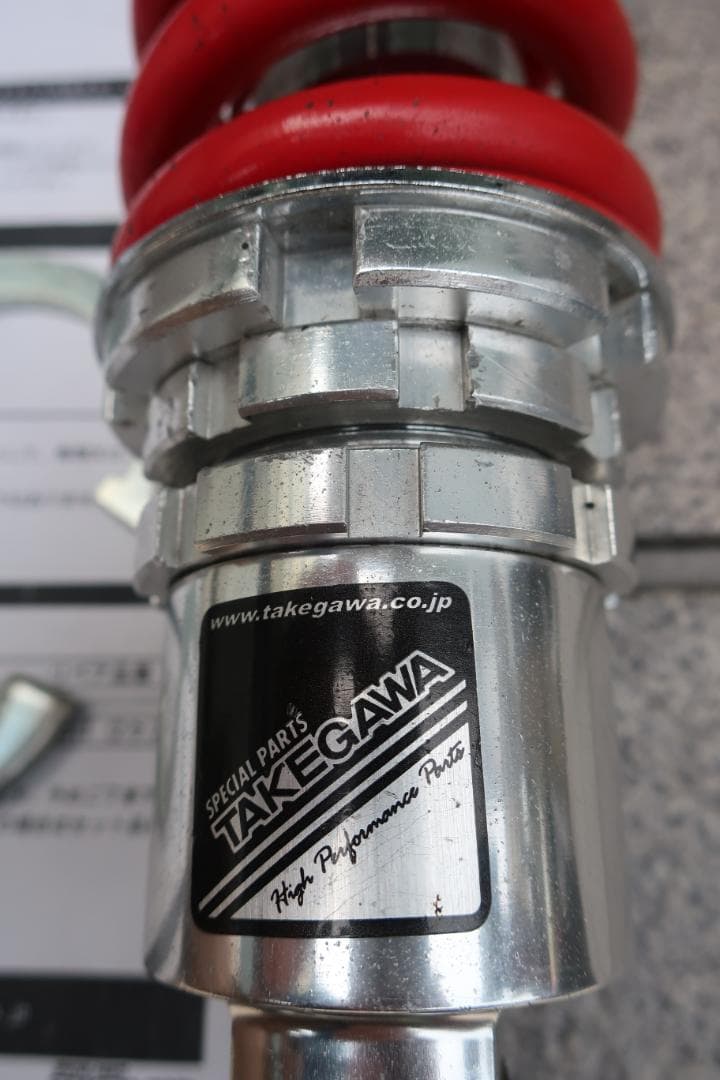 www.takegawa.co.jp
SPECIAL PARTS
TAKEGAWA
High Performance Parts